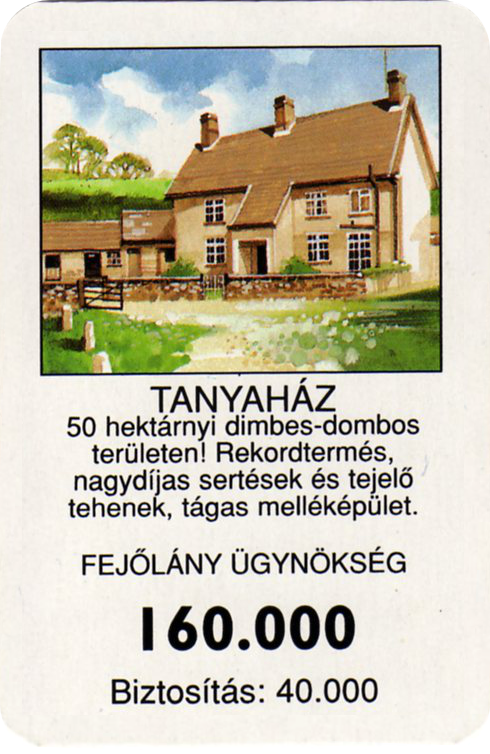 TANYAHÁZ
50 hektárnyi dimbes-dombos
területen! Rekordtermés,
nagydíjas sertések és tejelő
tehenek, tágas melléképület.
FEJŐLÁNY ÜGYNÖKSÉG
160.000
Biztosítás: 40.000